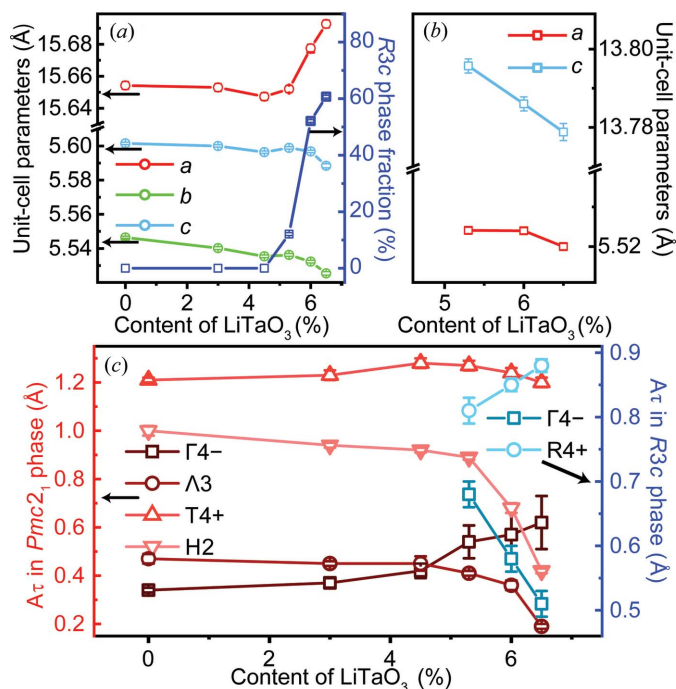 (a)
15.68
15.66
15.64
5.60
5.58
5.56
5.54
Unit-cell parameters (Å)
a
b
c
60
40
20
0
R3c phase fraction (%)
0 2 4 6
Content of LiTaO3 (%)
(b)
a
c
13.80
13.78
5.52
Unit-cell parameters (Å)
5 6 7
Content of LiTaO3 (%)
(c)
1.2
1.0
0.8
0.6
0.4
0.2
Aτ in Pmc21 phase (Å)
Γ4−
Λ3
T4+
H2
Γ4−
R4+
0.9
0.8
0.7
0.6
0.5
Aτ in R3c phase (Å)
0 2 4 6
Content of LiTaO3 (%)